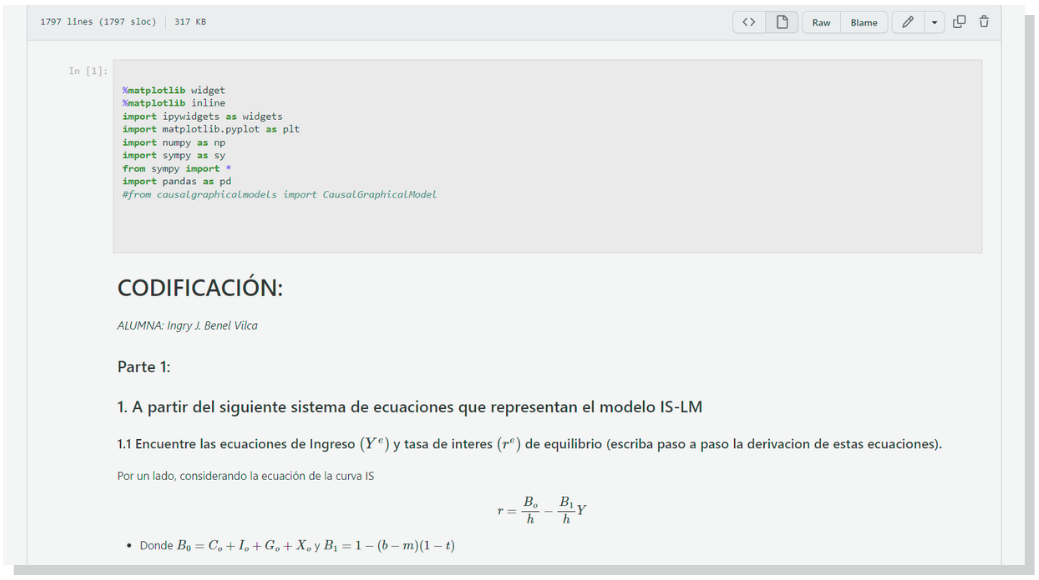 1797 lines (1797 sloc) 317 KB
<> Raw Blame
In [1]:
%matplotlib widget
%matplotlib inline
import ipywidgets as widgets
import matplotlib.pyplot as plt
import numpy as np
import sympy as sy
from sympy import *
import pandas as pd
#from causalgraphicalmodels import CausalGraphicalModel
CODIFICACIÓN:
ALUMNA: Ingry J. Benel Vilca
Parte 1:
1. A partir del siguiente sistema de ecuaciones que representan el modelo IS-LM
1.1 Encuentre las ecuaciones de Ingreso $(Y^e)$ y tasa de interes $(r^e)$ de equilibrio (escriba paso a paso la derivacion de estas ecuaciones).
Por un lado, considerando la ecuación de la curva IS
$r = \frac{B_o}{h} - \frac{B_1}{h}Y$
• Donde $B_0 = C_o + I_o + G_o + X_o$ y $B_1 = 1 - (b - m)(1 - t)$